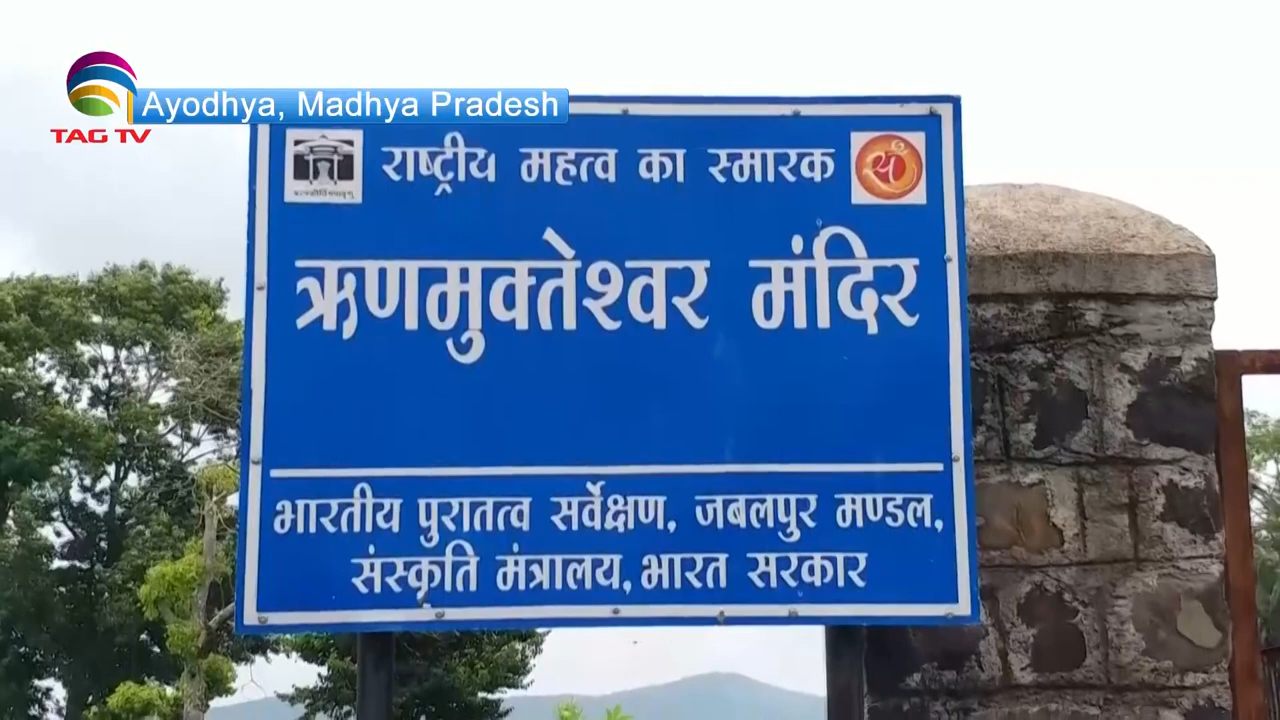 Ayodhya, Madhya Pradesh
TAG TV
राष्ट्रीय महत्व का स्मारक
ऋणमुक्तेश्वर मंदिर
भारतीय पुरातत्व सर्वेक्षण, जबलपुर मण्डल,
संस्कृति मंत्रालय, भारत सरकार